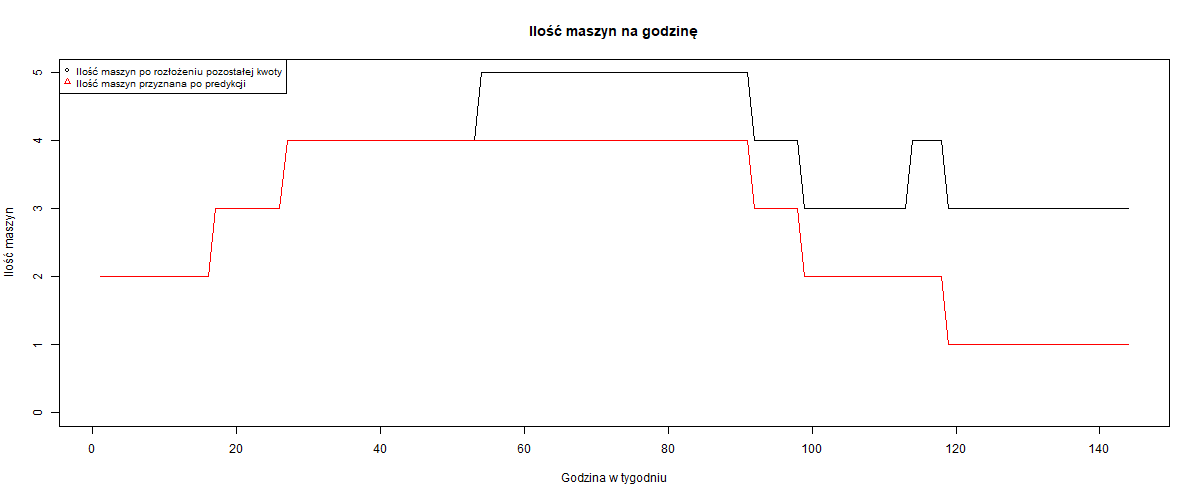 Ilość maszyn na godzinę
Ilość maszyn po rozłożeniu pozostałej kwoty
Ilość maszyn przyznana po predykcji
Ilość maszyn
5
4
3
2
1
0
0 20 40 60 80 100 120 140
Godzina w tygodniu